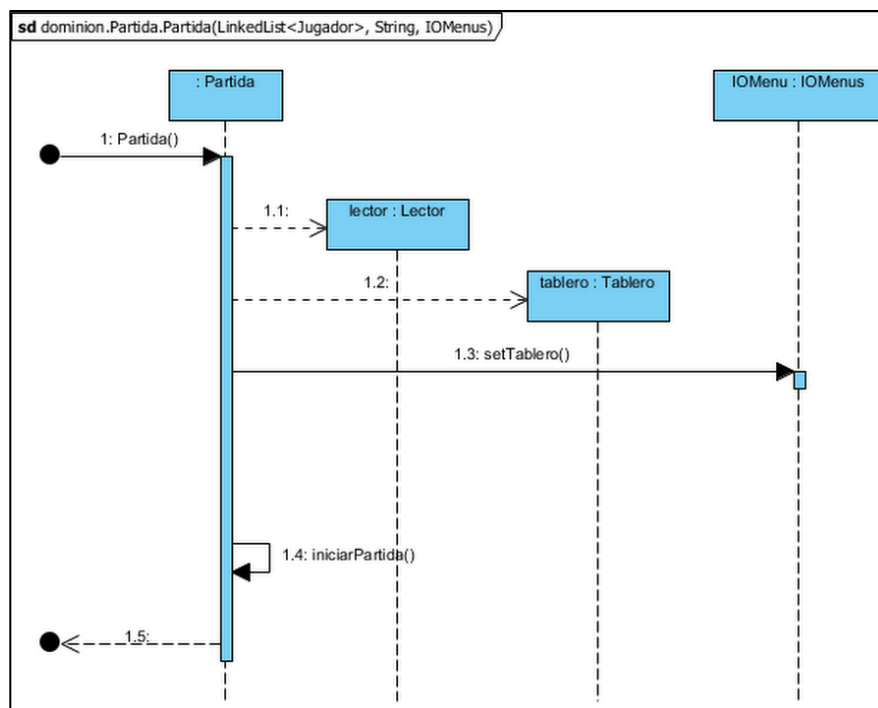 sd dominion.Partida.Partida(LinkedList<Jugador>, String, IOMenus)
: Partida
IOMenu : IOMenus
1: Partida()
1.1:
lector : Lector
1.2:
tablero : Tablero
1.3: setTablero()
1.4: iniciarPartida()
1.5: